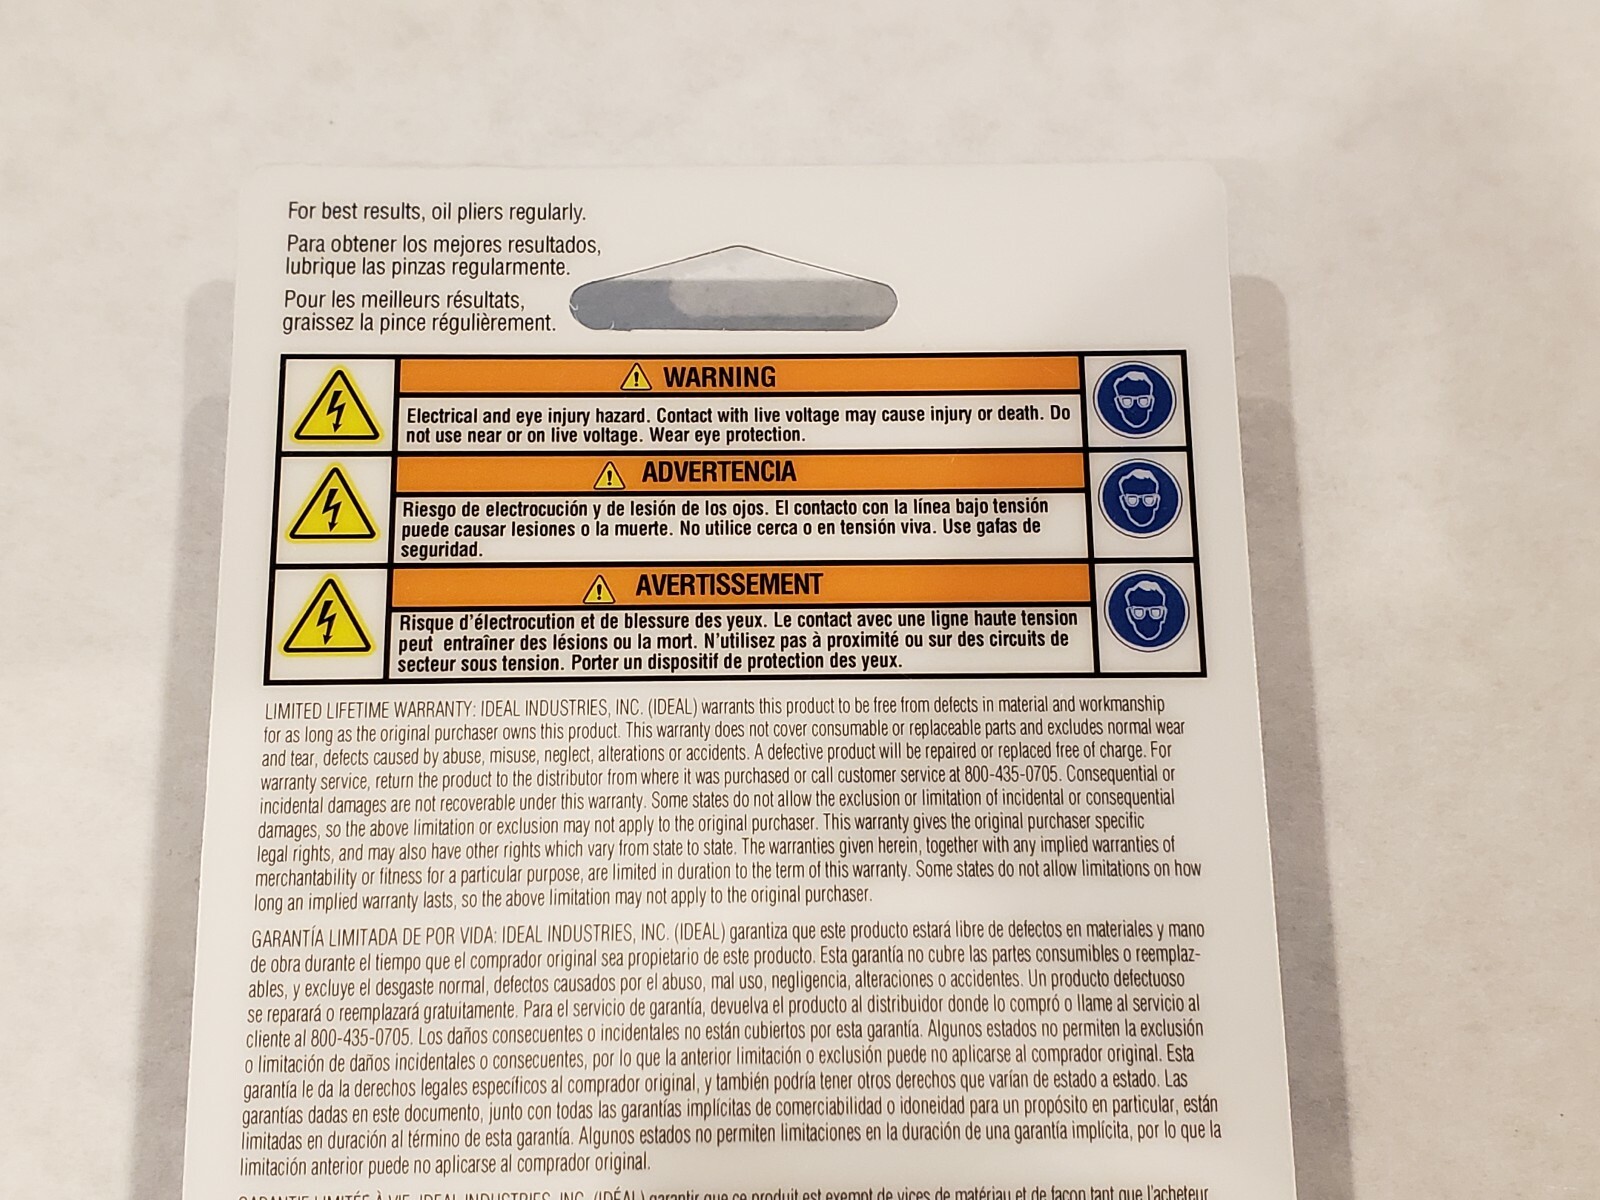 For best results, oil pliers regularly.
Para obtener los mejores resultados,
lubrique las pinzas regularmente.
Pour les meilleurs résultats,
graissez la pince régulièrement.
WARNING
Electrical and eye injury hazard. Contact with live voltage may cause injury or death. Do
not use near or on live voltage. Wear eye protection.
ADVERTENCIA
Riesgo de electrocución y de lesión de los ojos. El contacto con la línea bajo tensión
puede causar lesiones o la muerte. No utilice cerca o en tensión viva. Use gafas de
seguridad.
AVERTISSEMENT
Risque d'électrocution et de blessure des yeux. Le contact avec une ligne haute tension
peut entraîner des lésions ou la mort. N'utilisez pas à proximité ou sur des circuits de
secteur sous tension. Porter un dispositif de protection des yeux.
LIMITED LIFETIME WARRANTY: IDEAL INDUSTRIES, INC. (IDEAL) warrants this product to be free from defects in material and workmanship
for as long as the original purchaser owns this product. This warranty does not cover consumable or replaceable parts and excludes normal wear
and tear, defects caused by abuse, misuse, neglect, alterations or accidents. A defective product will be repaired or replaced free of charge. For
warranty service, return the product to the distributor from where it was purchased or call customer service at 800-435-0705. Consequential or
incidental damages are not recoverable under this warranty. Some states do not allow the exclusion or limitation of incidental or consequential
damages, so the above limitation or exclusion may not apply to the original purchaser. This warranty gives the original purchaser specific
legal rights, and may also have other rights which vary from state to state. The warranties given herein, together with any implied warranties of
merchantability or fitness for a particular purpose, are limited in duration to the term of this warranty. Some states do not allow limitations on how
long an implied warranty lasts, so the above limitation may not apply to the original purchaser.
GARANTÍA LIMITADA DE POR VIDA: IDEAL INDUSTRIES, INC. (IDEAL) garantiza que este producto estará libre de defectos en materiales y mano
de obra durante el tiempo que el comprador original sea propietario de este producto. Esta garantía no cubre las partes consumibles o reemplaz-
ables, y excluye el desgaste normal, defectos causados por el abuso, mal uso, negligencia, alteraciones o accidentes. Un producto defectuoso
se reparará o reemplazará gratuitamente. Para el servicio de garantía, devuelva el producto al distribuidor donde lo compró o llame al servicio al
cliente al 800-435-0705. Los daños consecuentes o incidentales no están cubiertos por esta garantía. Algunos estados no permiten la exclusión
o limitación de daños incidentales o consecuentes, por lo que la anterior limitación o exclusión puede no aplicarse al comprador original. Esta
garantía le da la derechos legales específicos al comprador original, y también podría tener otros derechos que varían de estado a estado. Las
garantías dadas en este documento, junto con todas las garantías implícitas de comerciabilidad o idoneidad para un propósito en particular, están
limitadas en duración al término de esta garantía. Algunos estados no permiten limitaciones en la duración de una garantía implícita, por lo que la
limitación anterior puede no aplicarse al comprador original.
GARANTIE LIMITÉE À VIE: IDEAL INDUSTRIES, INC. (IDÉAL) garantir que ce produit est exempt de vices de matériau et de façon tant que l'acheteur